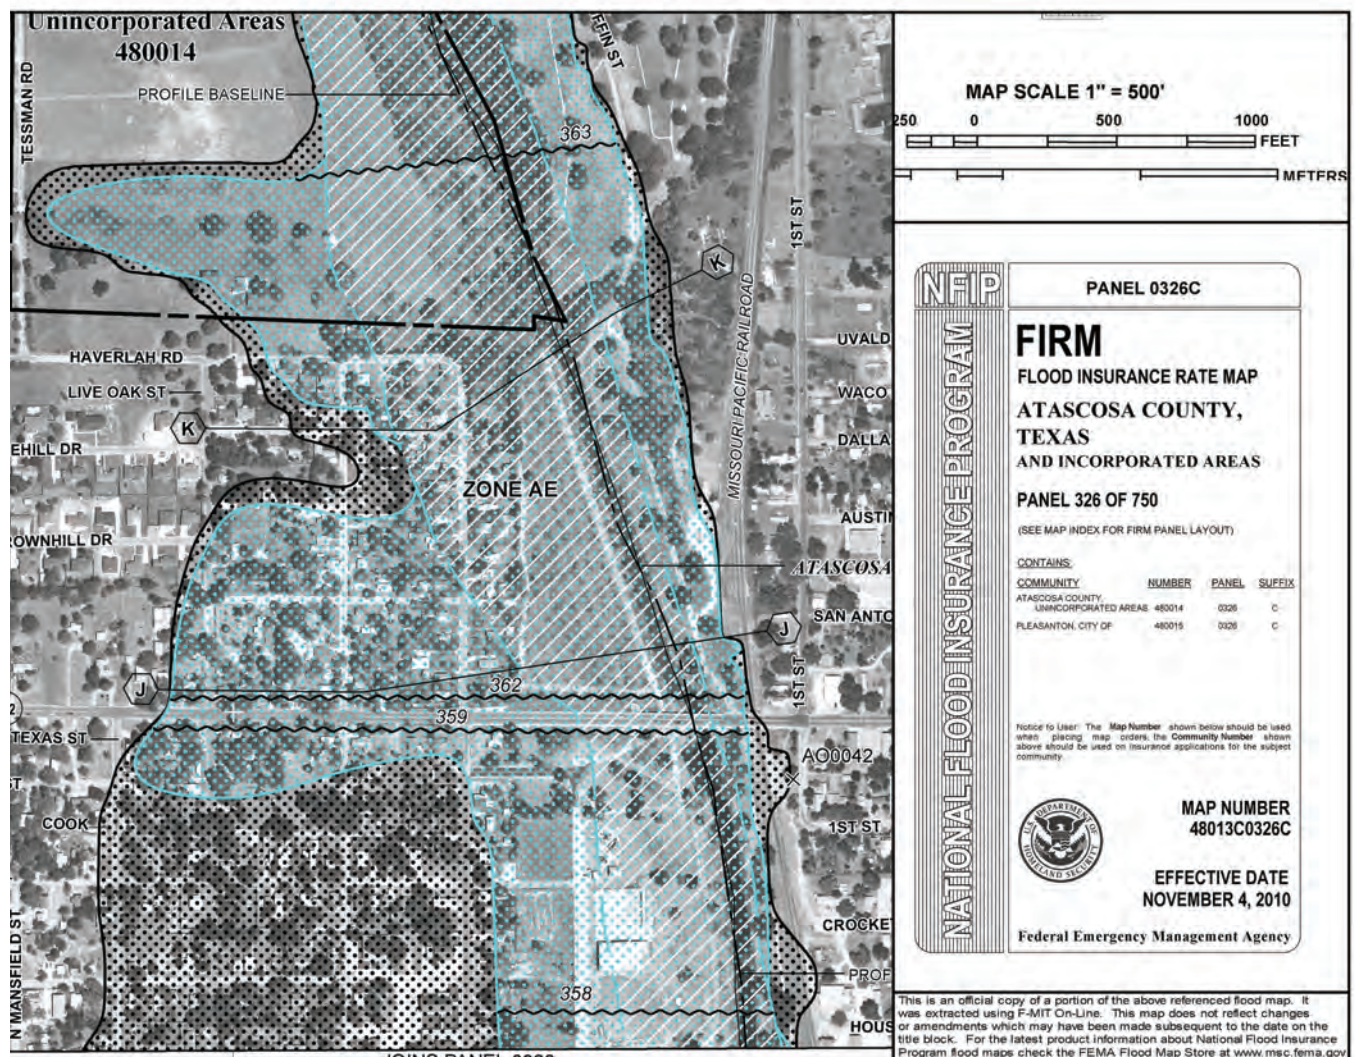 Unincorporated Areas
480014
TESSMAN RD
PROFILE BASELINE
FFIN ST
363
1ST ST
K
MISSOURI PACIFIC RAILROAD
HAVERLAH RD
LIVE OAK ST
K
EHILL DR
ZONE AE
UVALD
WACO
DALLA
AUSTIN
OWNHILL DR
ATASCOSA
SAN ANTO
J
J
362
1ST ST
2
359
TEXAS ST
AO0042
ST
COOK
1ST ST
CROCKET
N MANSFIELD ST
PROF
358
HOUS
MAP SCALE 1" = 500'
250 0 500 1000
FEET
METERS
NFIP
PANEL 0326C
NATIONAL FLOOD INSURANCE PROGRAM
FIRM
FLOOD INSURANCE RATE MAP
ATASCOSA COUNTY,
TEXAS
AND INCORPORATED AREAS
PANEL 326 OF 750
(SEE MAP INDEX FOR FIRM PANEL LAYOUT)
CONTAINS:
COMMUNITY NUMBER PANEL SUFFIX
ATASCOSA COUNTY,
UNINCORPORATED AREAS 480014 0326 C
PLEASANTON, CITY OF 480015 0326 C
Notice to User: The Map Number shown below should be used
when placing map orders, the Community Number shown
above should be used on insurance applications for the subject
community.
U.S. DEPARTMENT OF
HOMELAND SECURITY
MAP NUMBER
48013C0326C
EFFECTIVE DATE
NOVEMBER 4, 2010
Federal Emergency Management Agency
This is an official copy of a portion of the above referenced flood map. It
was extracted using F-MIT On-Line. This map does not reflect changes
or amendments which may have been made subsequent to the date on the
title block. For the latest product information about National Flood Insurance
Program flood maps check the FEMA Flood Map Store at www.msc.fema.gov